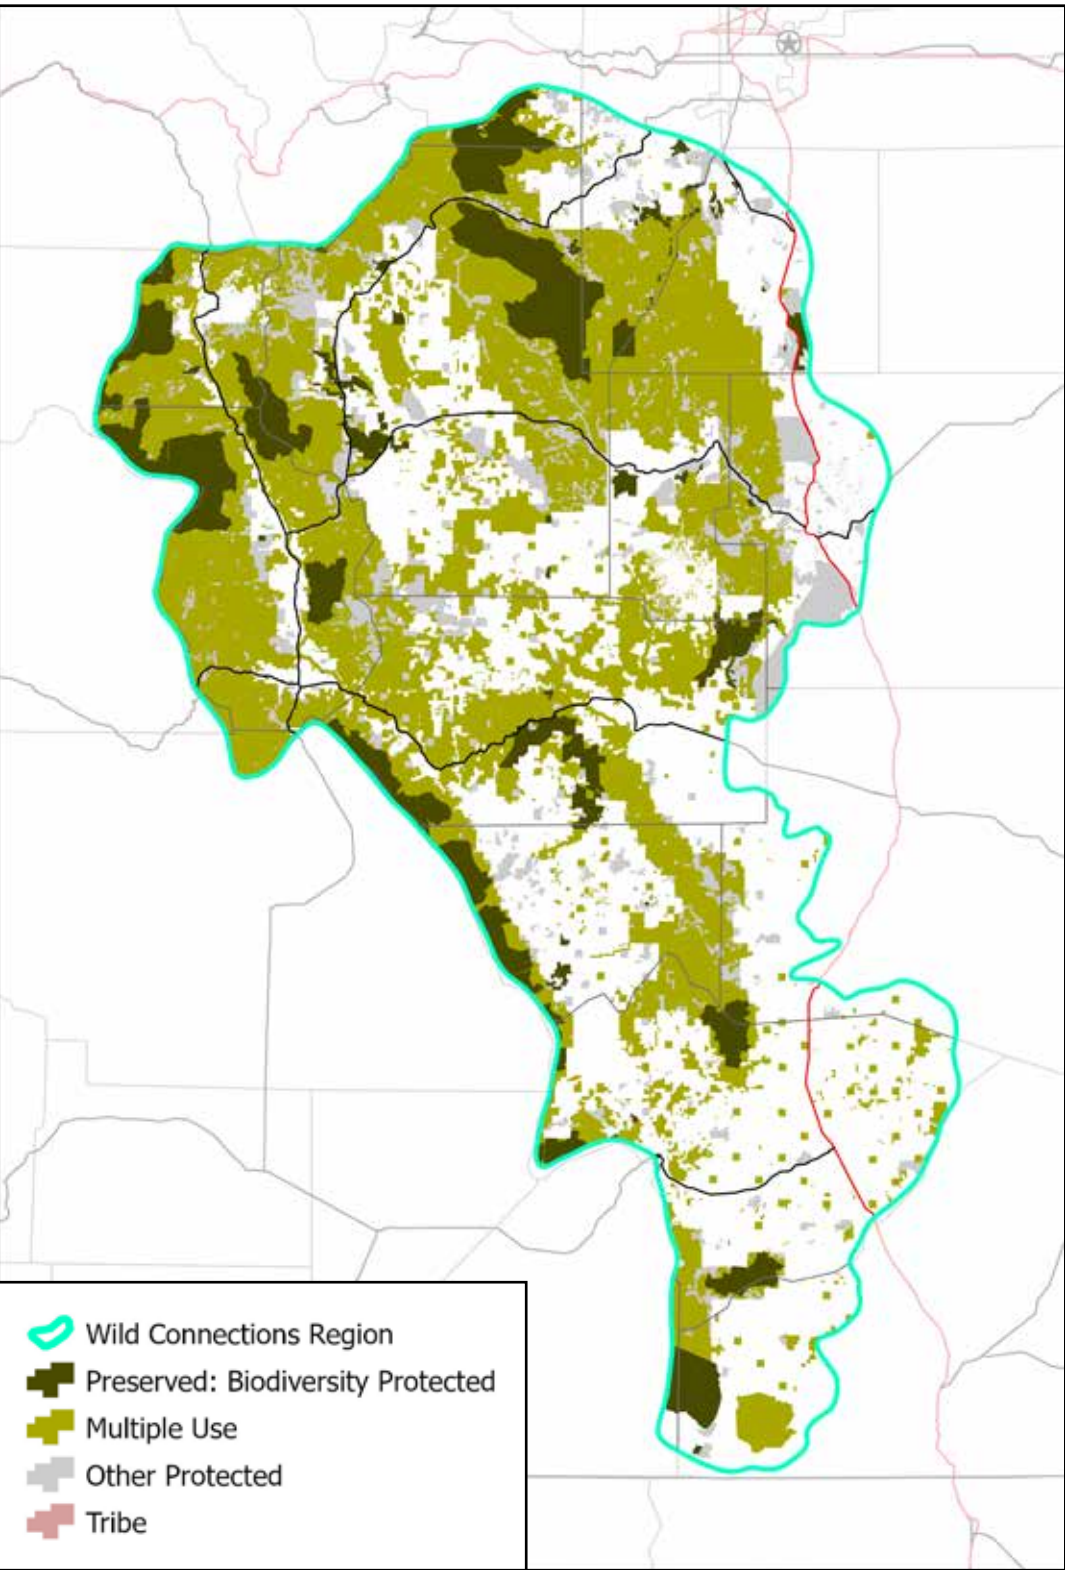 Wild Connections Region
Preserved: Biodiversity Protected
Multiple Use
Other Protected
Tribe